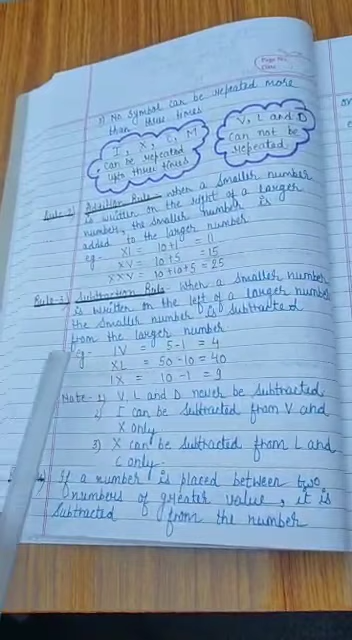 Page No.
Date
3) No symbol can be repeated more
than three times
I, X, C, M
can be repeated
upto three times
V, L and D
can not be
repeated
Rule-2) Addition Rule- When a smaller number
is written on the right of a larger
number, the smaller number is
added to the larger number
eg- XI = 10+1 = 11
XV = 10+5 = 15
XXV = 10+10+5 = 25
Rule-3) Subtraction Rule- When a smaller number
is written on the left of a larger number
the smaller number is subtracted
from the larger number
g- IV = 5-1 = 4
XL = 50-10 = 40
IX = 10-1 = 9
Note- 1) V, L and D never be subtracted
2) I can be subtracted from V and
X only
3) X can be subtracted from L and
C only.
If a number is placed between two
numbers of greater value, it is
subtracted from the number